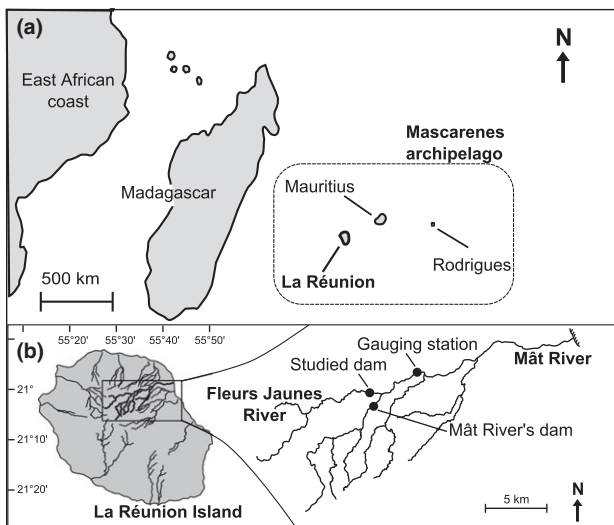 (a)
N
East African
coast
Mascarenes
archipelago
Madagascar
Mauritius
La Réunion
Rodrigues
500 km
55°20' 55°30' 55°40' 55°50'
(b)
Gauging station
Studied dam
Mât River
21°
Fleurs Jaunes
River
Mât River's dam
21°10'
21°20'
La Réunion Island
5 km
N